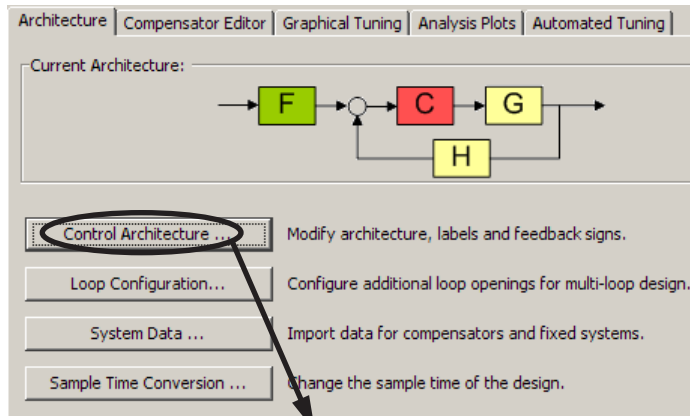 Architecture Compensator Editor Graphical Tuning Analysis Plots Automated Tuning
Current Architecture:
F C G
H
Control Architecture ... Modify architecture, labels and feedback signs.
Loop Configuration... Configure additional loop openings for multi-loop design.
System Data ... Import data for compensators and fixed systems.
Sample Time Conversion ... Change the sample time of the design.